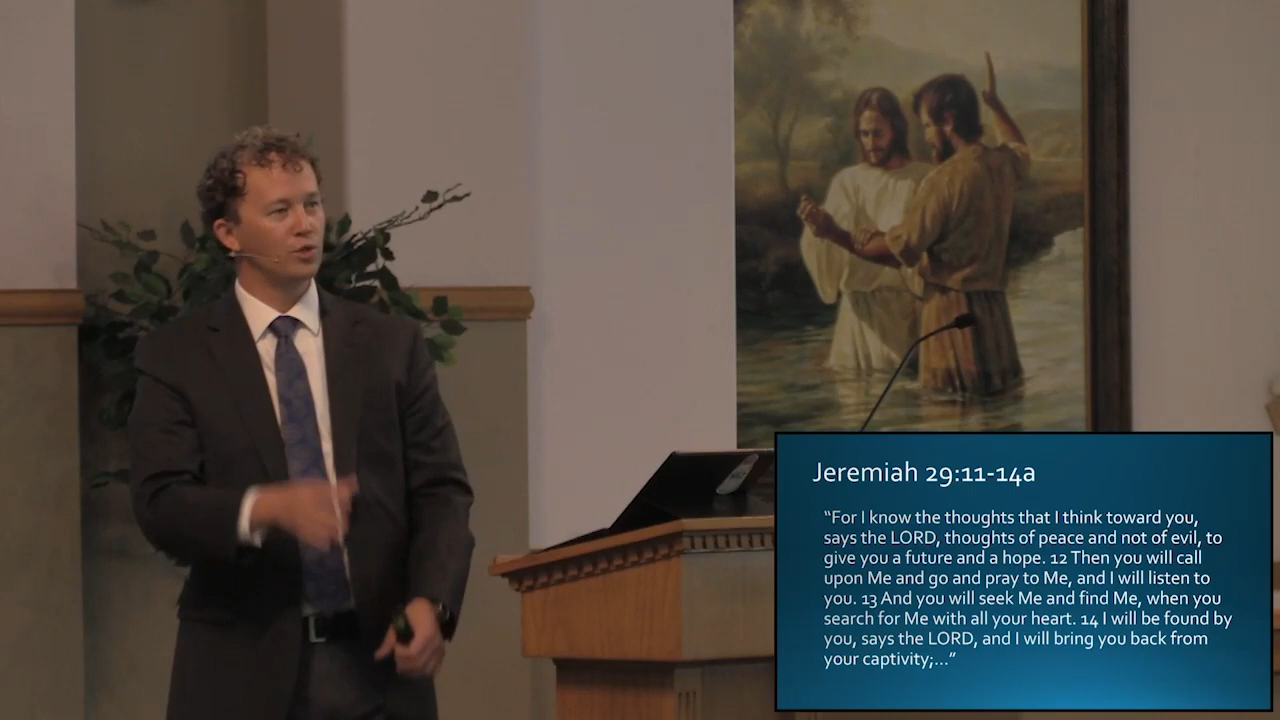 Jeremiah 29:11-14a
“For I know the thoughts that I think toward you,
says the LORD, thoughts of peace and not of evil, to
give you a future and a hope. 12 Then you will call
upon Me and go and pray to Me, and I will listen to
you. 13 And you will seek Me and find Me, when you
search for Me with all your heart. 14 I will be found by
you, says the LORD, and I will bring you back from
your captivity;...”